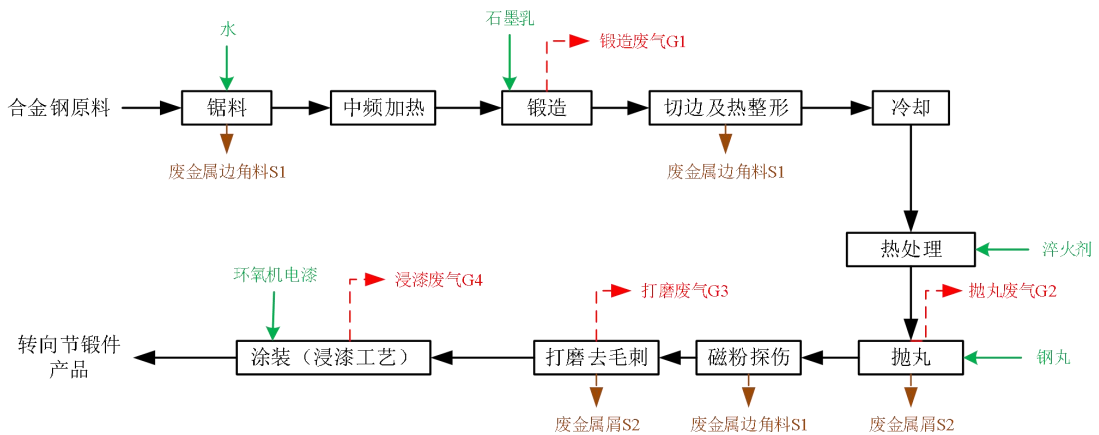 水
石墨乳
锻造废气G1
合金钢原料
锯料
中频加热
锻造
切边及热整形
冷却
废金属边角料S1
废金属边角料S1
热处理
淬火剂
环氧机电漆
浸漆废气G4
打磨废气G3
抛丸废气G2
转向节锻件
产品
涂装（浸漆工艺）
打磨去毛刺
磁粉探伤
抛丸
钢丸
废金属屑S2
废金属边角料S1
废金属屑S2